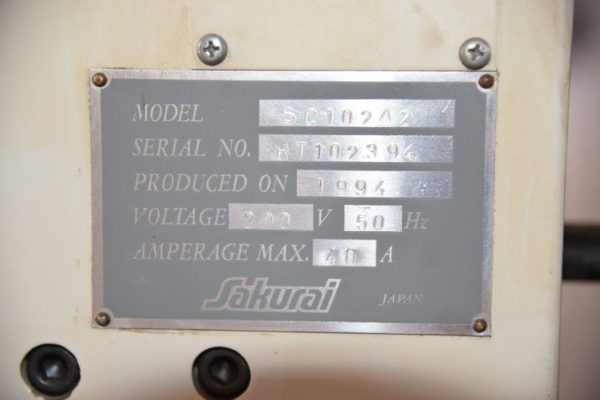 MODEL SC102A2
SERIAL NO. RT102394
PRODUCED ON 1994
VOLTAGE 200 V 50 Hz
AMPERAGE MAX. 40 A
Sakurai JAPAN